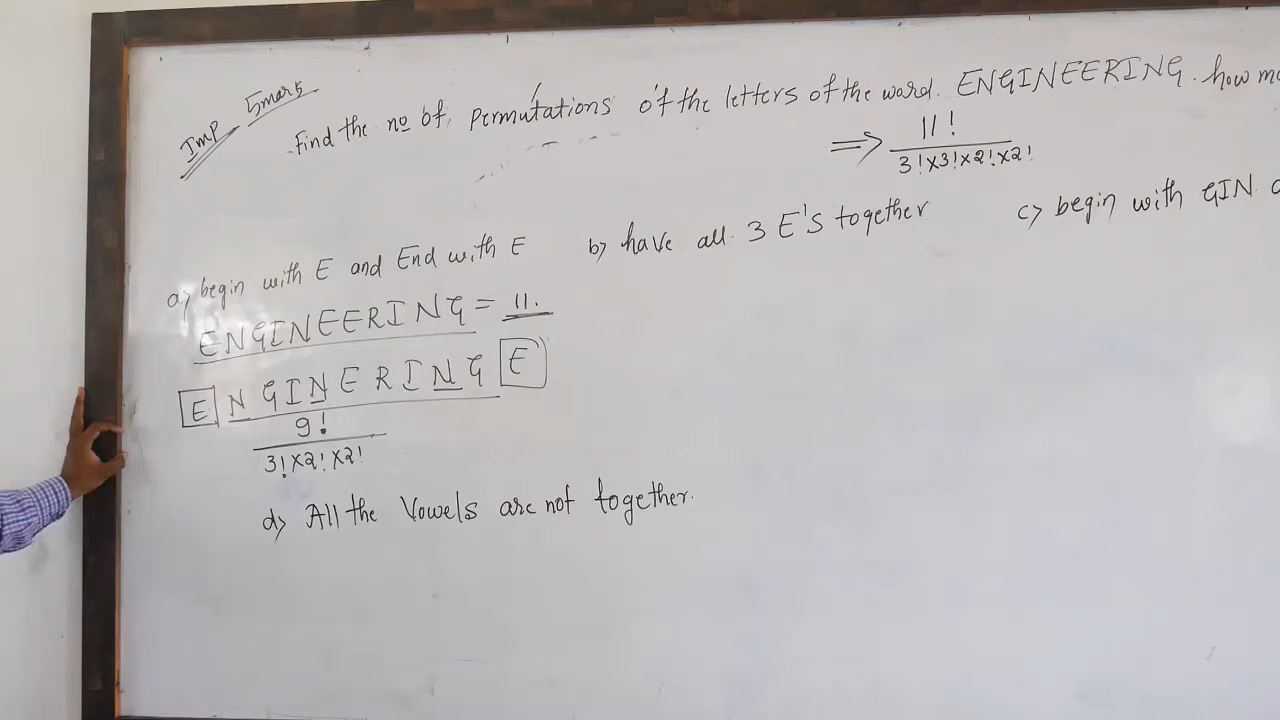 IMP 5mars
Find the no of. permutations of the letters of the word. ENGINEERING. how
⇒ 11! / 3!x3!x2!x2!
a) begin with E and End with E b) have all 3 E's together c) begin with GIN
ENGINEERING = 11.
E N G I N E R I N G E
9! / 3!x2!x2!
d) All the Vowels are not together.